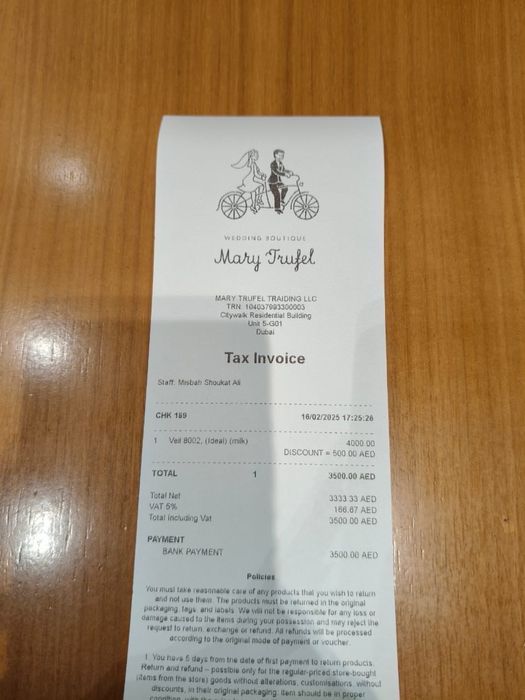 WEDDING BOUTIQUE
Mary Trufel
MARY TRUFEL TRAIDING LLC
TRN 104037993300003
Citywalk Residential Building
Unit 5-G01
Dubai
Tax Invoice
Staff: Misbah Shoukat Ali
CHK 169 16/02/2025 17:25:26
1 Veil 8002, (Ideal) (milk) 4000.00
DISCOUNT = 500.00 AED
TOTAL 1 3500.00 AED
Total Net 3333.33 AED
VAT 5% 166.67 AED
Total including Vat 3500.00 AED
PAYMENT
BANK PAYMENT 3500.00 AED
Policies
You must take reasonable care of any products that you wish to return
and not use them. The products must be returned in the original
packaging, tags, and labels. We will not be responsible for any loss or
damage caused to the items during your possession and may reject the
request to return, exchange or refund. All refunds will be processed
according to the original mode of payment or voucher.
1. You have 5 days from the date of first payment to return products.
Return and refund – possible only for the regular-priced store-bought
(items from the store) goods without alterations, customisations, without
discounts, in their original packaging. Item should be in proper